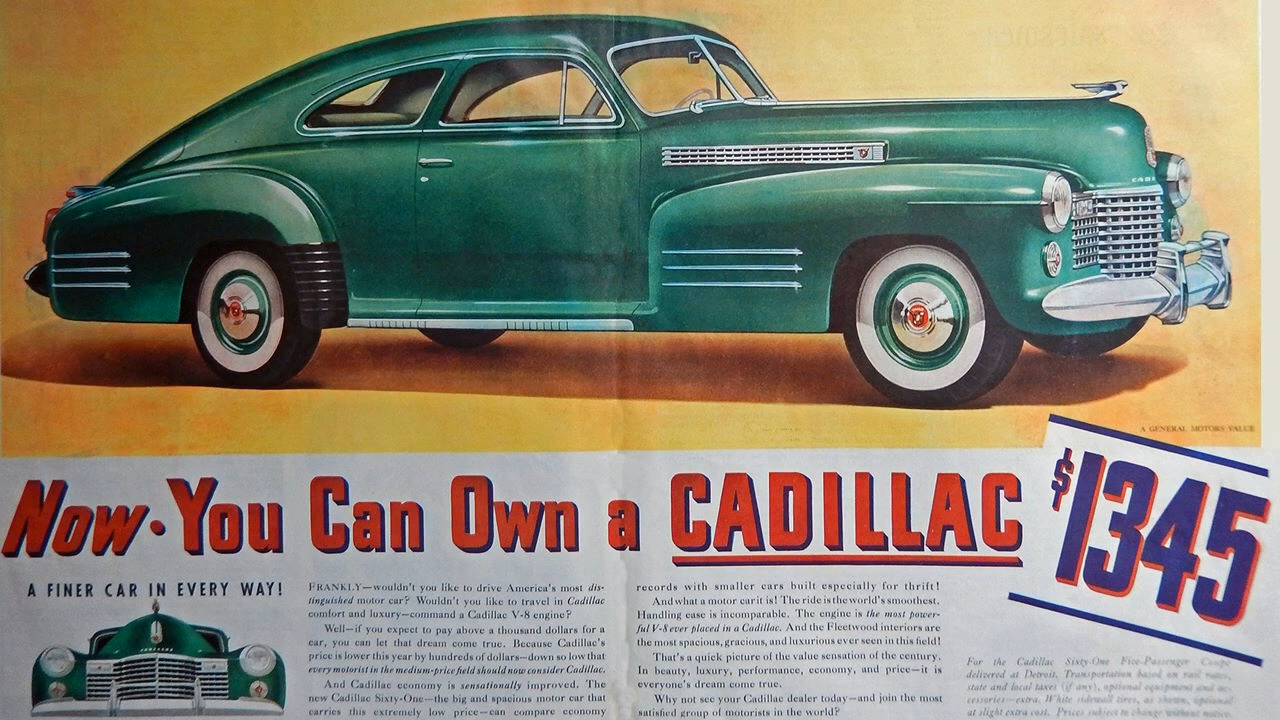 CADI
A GENERAL MOTORS VALUE
Now · You Can Own a CADILLAC $1345
A FINER CAR IN EVERY WAY!
FRANKLY—wouldn't you like to drive America's most dis-
tinguished motor car? Wouldn't you like to travel in Cadillac
comfort and luxury—command a Cadillac V-8 engine?
Well—if you expect to pay above a thousand dollars for a
car, you can let that dream come true. Because Cadillac's
price is lower this year by hundreds of dollars—down so low that
every motorist in the medium-price field should first consider Cadillac.
And Cadillac economy is sensationally improved. The
new Cadillac Sixty-One—the big and spacious motor car that
carries this extremely low price—can compare economy
records with smaller cars built especially for thrift!
And what a motor car it is! The ride is the world's smoothest.
Handling ease is incomparable. The engine is the most power-
ful V-8 ever placed in a Cadillac. And the Fleetwood interiors are
the most spacious, gracious, and luxurious ever seen in this field!
That's a quick picture of the value sensation of the century.
In beauty, luxury, performance, economy, and price—it is
everyone's dream come true.
Why not see your Cadillac dealer today—and join the most
satisfied group of motorists in the world?
For the Cadillac Sixty-One Five-Passenger Coupe
delivered at Detroit. Transportation based on rail rates,
state and local taxes (if any), optional equipment and ac-
cessories—extra. White sidewall tires, as shown, optional
at slight extra cost. Prices subject to change without notice.